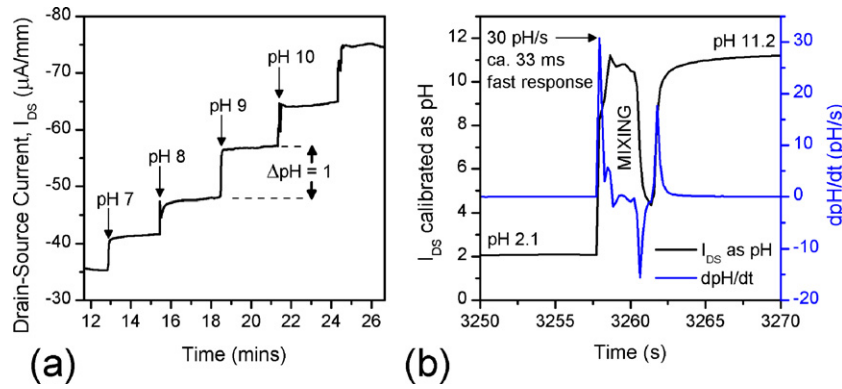 Drain-Source Current, I_DS (µA/mm)
-80
-70
-60
-50
-40
-30
pH 7
pH 8
pH 9
pH 10
ΔpH = 1
12 14 16 18 20 22 24 26
Time (mins)
(a)
I_DS calibrated as pH
12
10
8
6
4
2
0
30 pH/s
ca. 33 ms
fast response
pH 11.2
MIXING
pH 2.1
I_DS as pH
dpH/dt
30
20
10
0
-10
-20
dpH/dt (pH/s)
3250 3255 3260 3265 3270
Time (s)
(b)